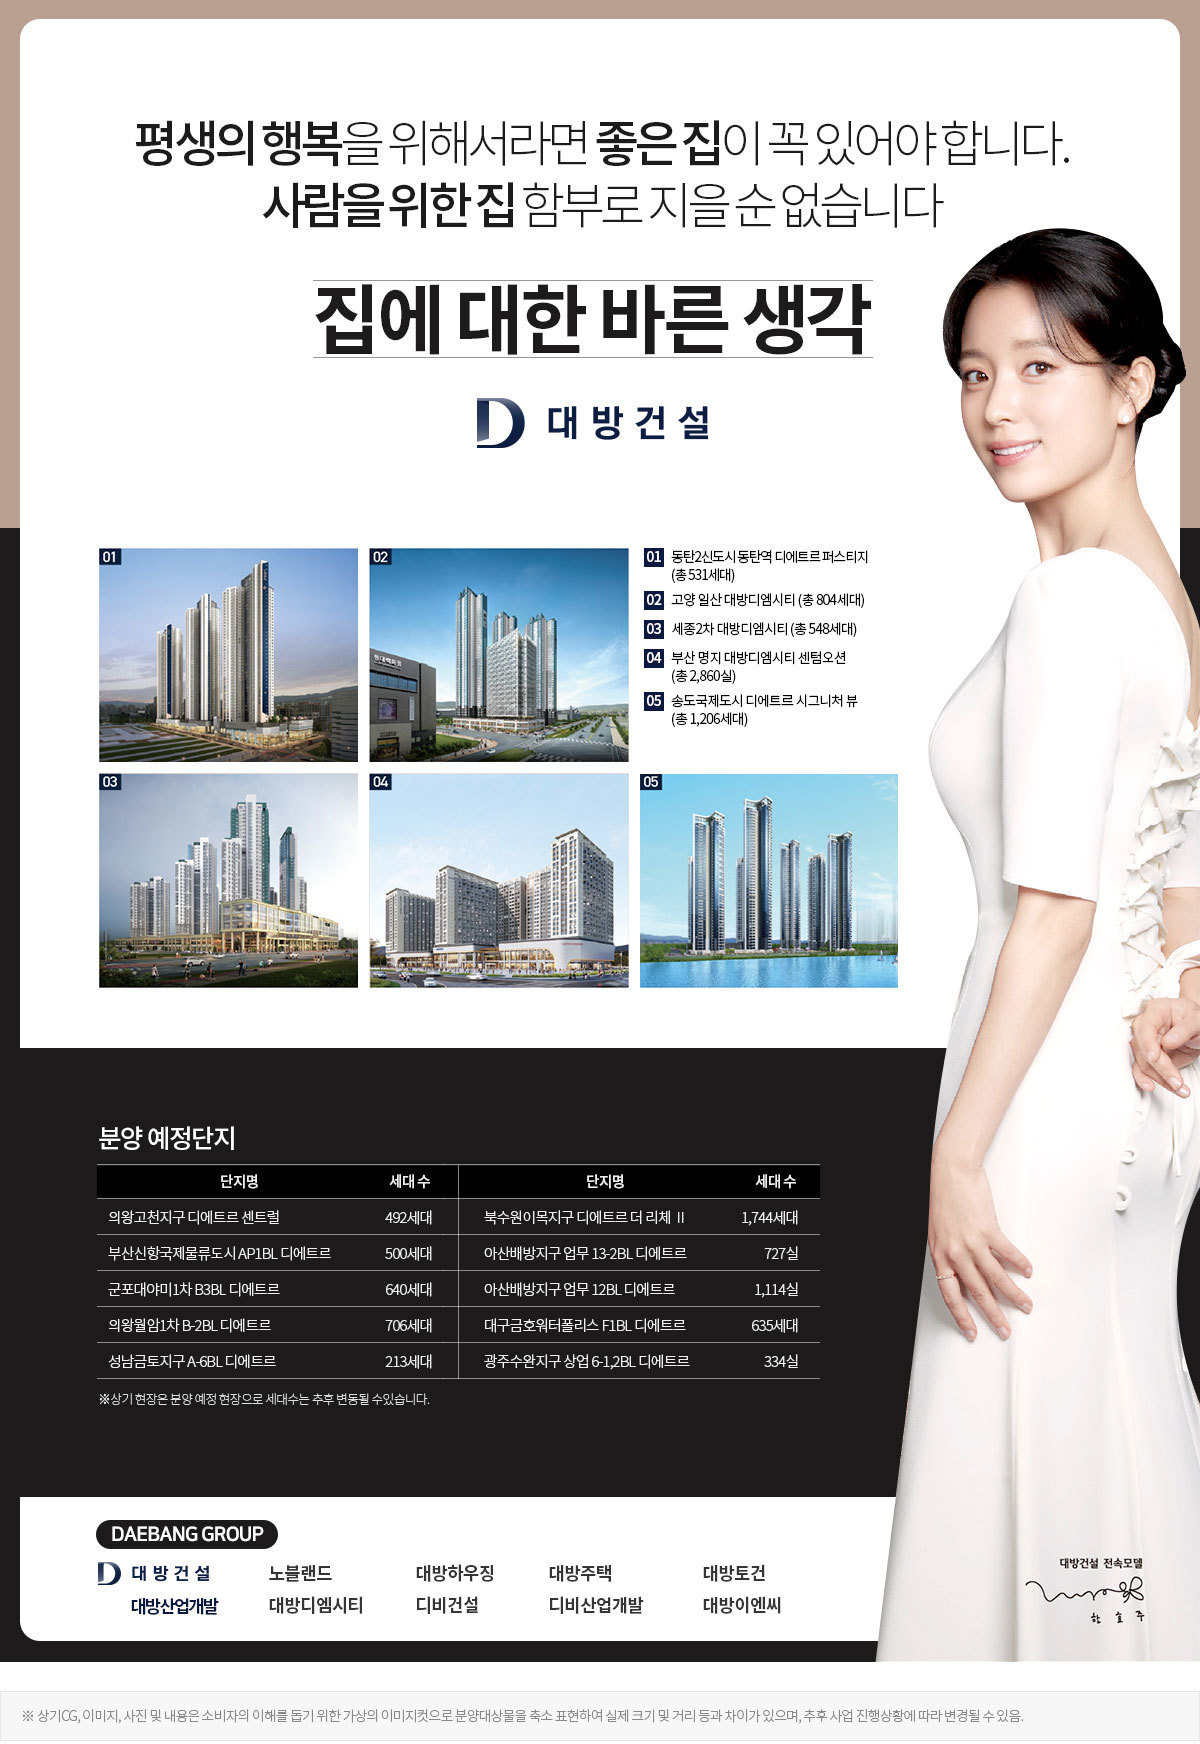 평생의 행복을 위해서라면 좋은 집이 꼭 있어야 합니다.
사람을 위한 집 함부로 지을 순 없습니다
집에 대한 바른 생각
D 대방건설
01
02
01 동탄2신도시 동탄역 디에트르 퍼스티지
(총 531세대)
02 고양 일산 대방디엠시티 (총 804세대)
03 세종2차 대방디엠시티 (총 548세대)
04 부산 명지 대방디엠시티 센텀오션
(총 2,860실)
05 송도국제도시 디에트르 시그니처 뷰
(총 1,206세대)
현대백화점
03
04
05
분양 예정단지
단지명 세대 수 단지명 세대 수
의왕고천지구 디에트르 센트럴 492세대 북수원이목지구 디에트르 더 리체 Ⅱ 1,744세대
부산신항국제물류도시 AP1BL 디에트르 500세대 아산배방지구 업무 13-2BL 디에트르 727실
군포대야미1차 B3BL 디에트르 640세대 아산배방지구 업무 12BL 디에트르 1,114실
의왕월암1차 B-2BL 디에트르 706세대 대구금호워터폴리스 F1BL 디에트르 635세대
성남금토지구 A-6BL 디에트르 213세대 광주수완지구 상업 6-1,2BL 디에트르 334실
※상기 현장은 분양 예정 현장으로 세대수는 추후 변동될 수있습니다.
DAEBANG GROUP
D 대방건설 노블랜드 대방하우징 대방주택 대방토건
대방산업개발 대방디엠시티 디비건설 디비산업개발 대방이엔씨
대방건설 전속모델
한효주
※ 상기CG, 이미지, 사진 및 내용은 소비자의 이해를 돕기 위한 가상의 이미지컷으로 분양대상물을 축소 표현하여 실제 크기 및 거리 등과 차이가 있으며, 추후 사업 진행상황에 따라 변경될 수 있음.